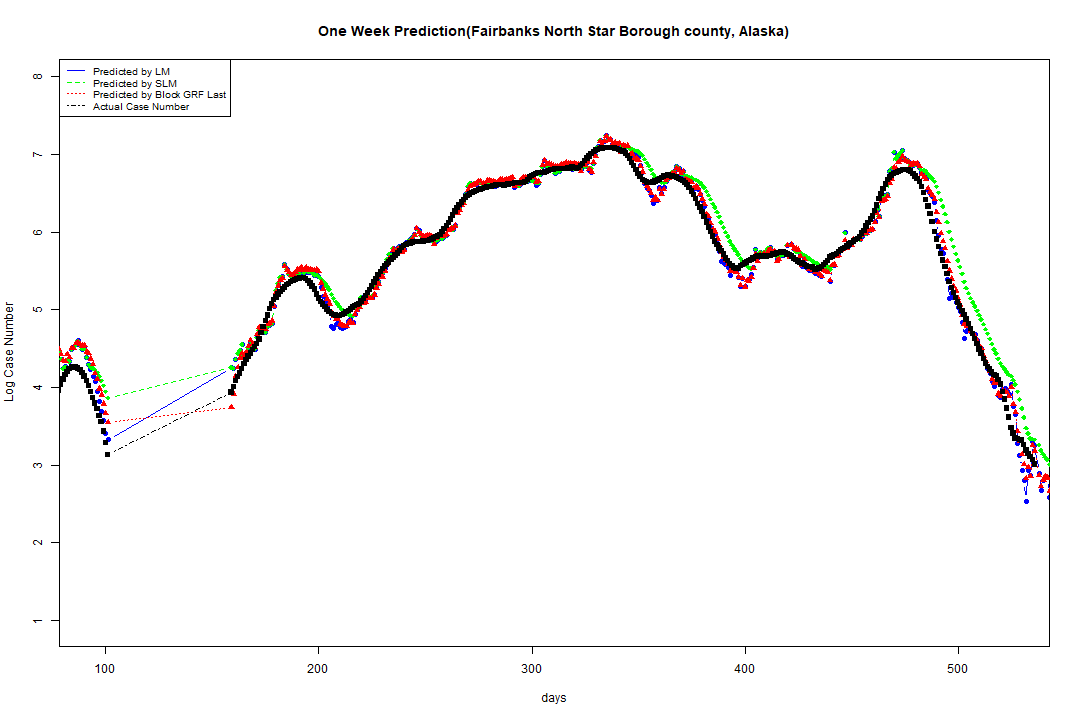 One Week Prediction(Fairbanks North Star Borough county, Alaska)
Predicted by LM
Predicted by SLM
Predicted by Block GRF Last
Actual Case Number
Log Case Number
8
7
6
5
4
3
2
1
100 200 300 400 500
days